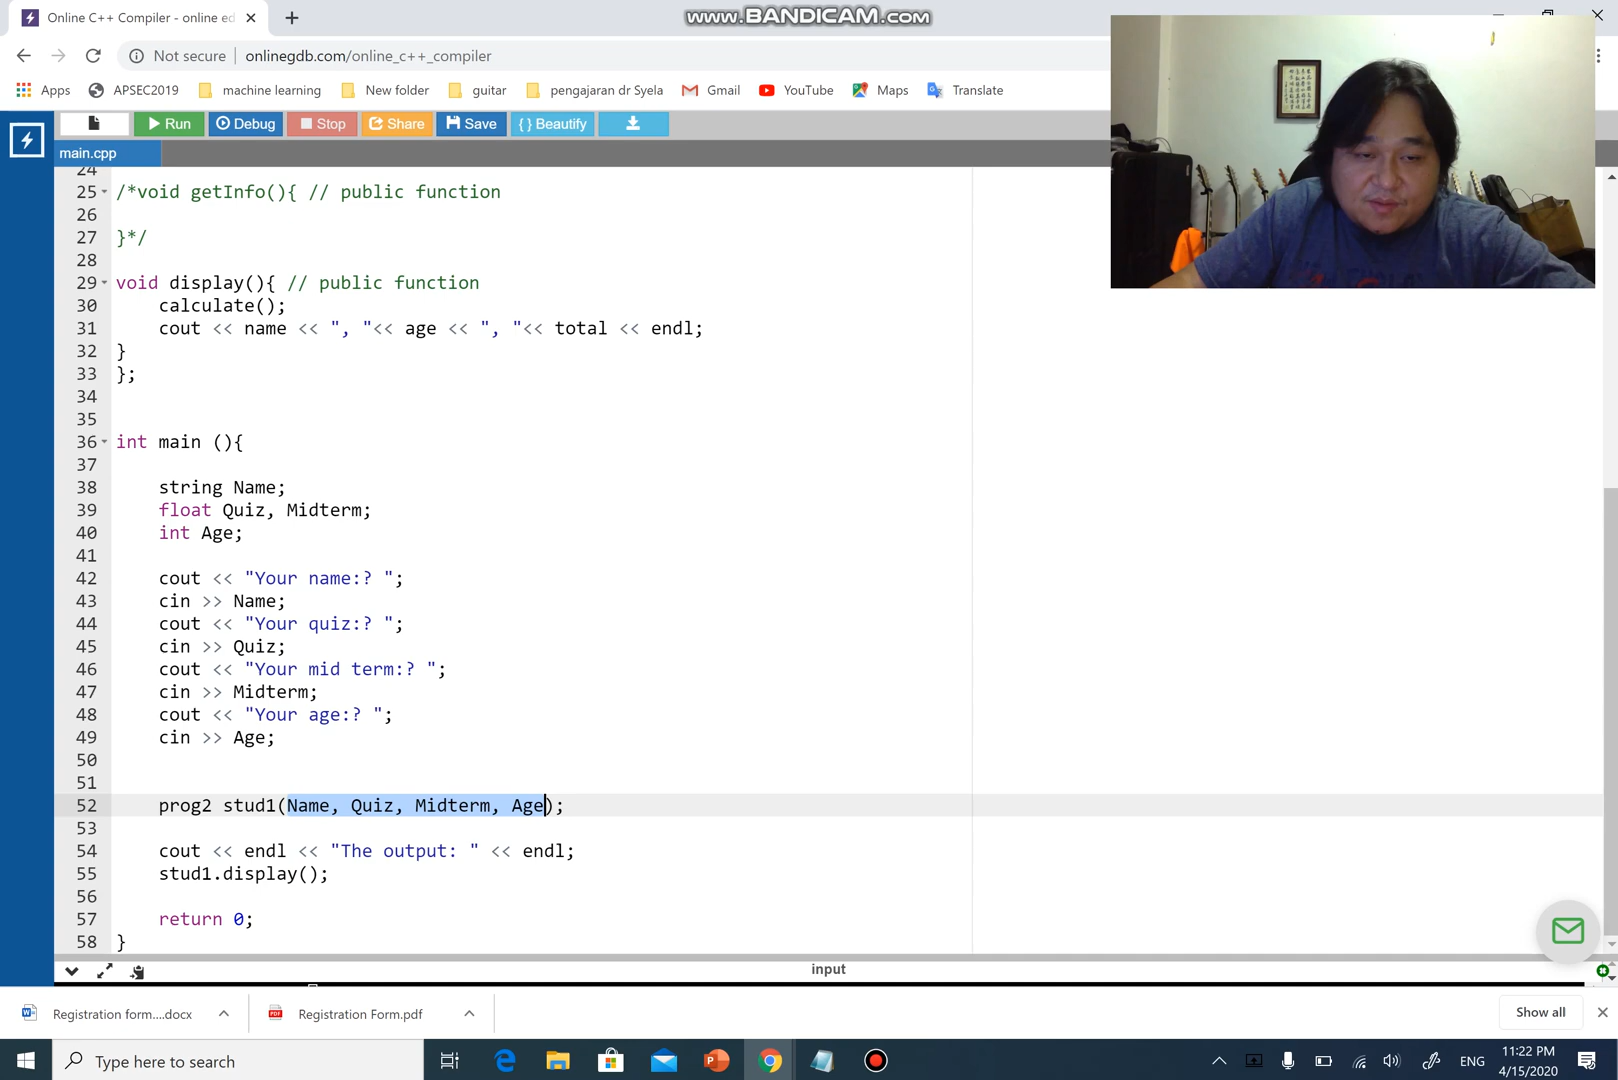 Online C++ Compiler - online ed
www.BANDICAM.com
Not secure
onlinegdb.com/online_c++_compiler
Apps
APSEC2019
machine learning
New folder
guitar
pengajaran dr Syela
Gmail
YouTube
Maps
Translate
Run
Debug
Stop
Share
Save
{ } Beautify
main.cpp
24
25 /*void getInfo(){ // public function
26
27 }*/
28
29 void display(){ // public function
30 calculate();
31 cout << name << ", "<< age << ", "<< total << endl;
32 }
33 };
34
35
36 int main (){
37
38 string Name;
39 float Quiz, Midterm;
40 int Age;
41
42 cout << "Your name:? ";
43 cin >> Name;
44 cout << "Your quiz:? ";
45 cin >> Quiz;
46 cout << "Your mid term:? ";
47 cin >> Midterm;
48 cout << "Your age:? ";
49 cin >> Age;
50
51
52 prog2 stud1(Name, Quiz, Midterm, Age);
53
54 cout << endl << "The output: " << endl;
55 stud1.display();
56
57 return 0;
58 }
input
Registration form....docx
PDF
Registration Form.pdf
Show all
Type here to search
ENG
11:22 PM
4/15/2020